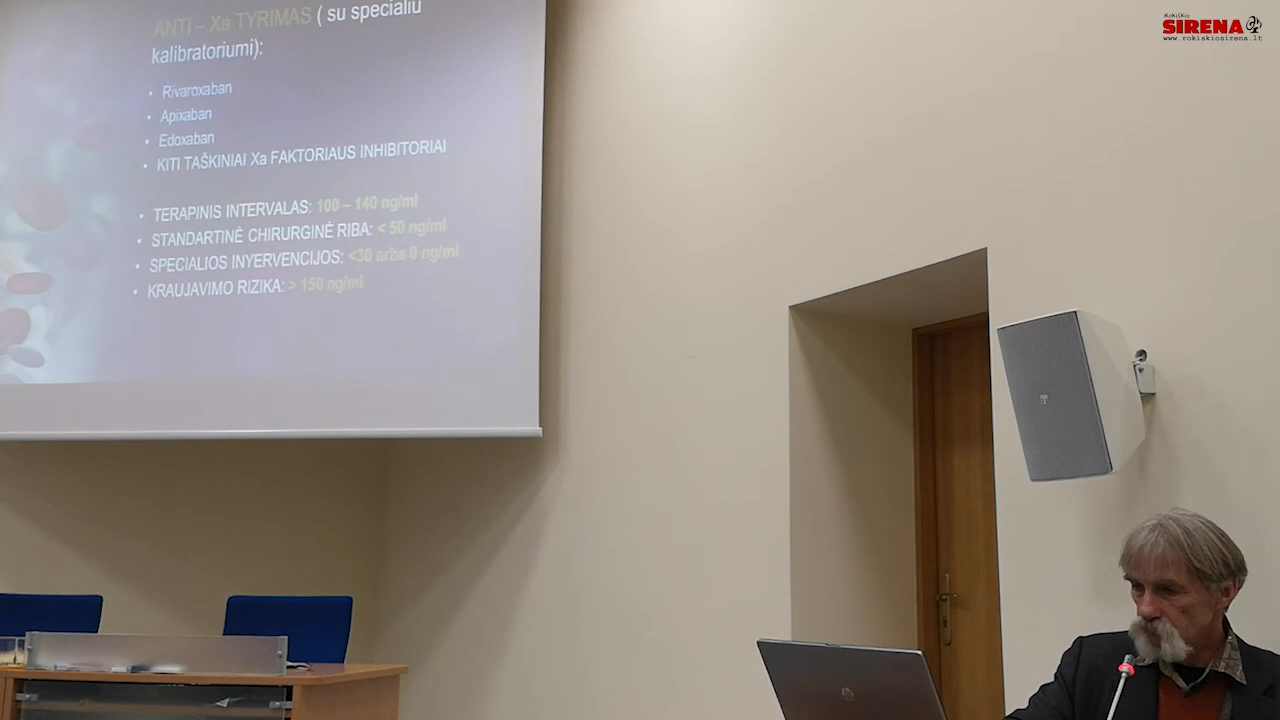 ANTI – Xa TYRIMAS ( su specialiu
kalibratoriumi):
• Rivaroxaban
• Apixaban
• Edoxaban
• KITI TAŠKINIAI Xa FAKTORIAUS INHIBITORIAI
• TERAPINIS INTERVALAS: 100 – 140 ng/ml
• STANDARTINĖ CHIRURGINĖ RIBA: < 50 ng/ml
• SPECIALIOS INYERVENCIJOS: <30 arba 0 ng/ml
• KRAUJAVIMO RIZIKA: > 150 ng/ml
ROKIŠKIO
SIRENA
www.rokiskiosirena.lt
hp